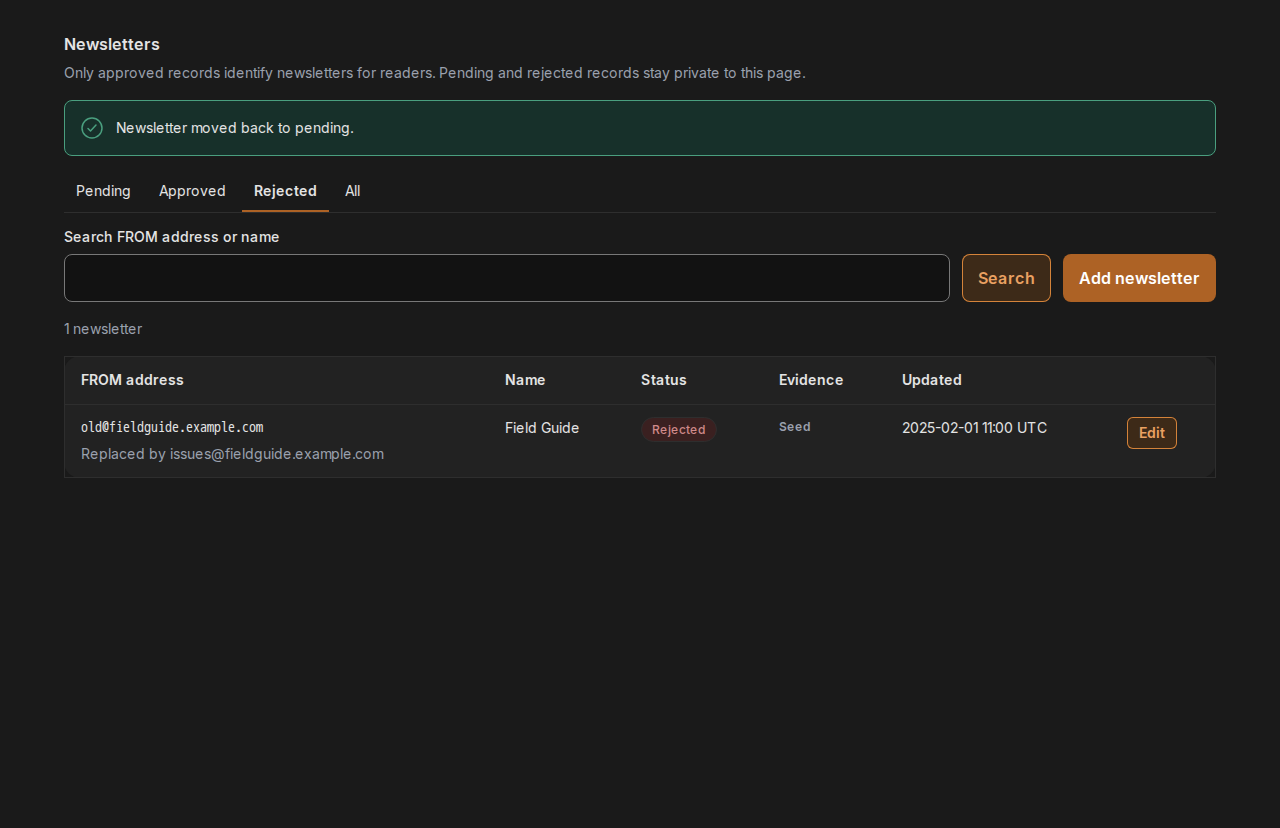 Newsletters
Only approved records identify newsletters for readers. Pending and rejected records stay private to this page.
Newsletter moved back to pending.
Pending Approved Rejected All
Search FROM address or name
Search Add newsletter
1 newsletter
FROM address Name Status Evidence Updated
old@fieldguide.example.com Field Guide Rejected Seed 2025-02-01 11:00 UTC Edit
Replaced by issues@fieldguide.example.com